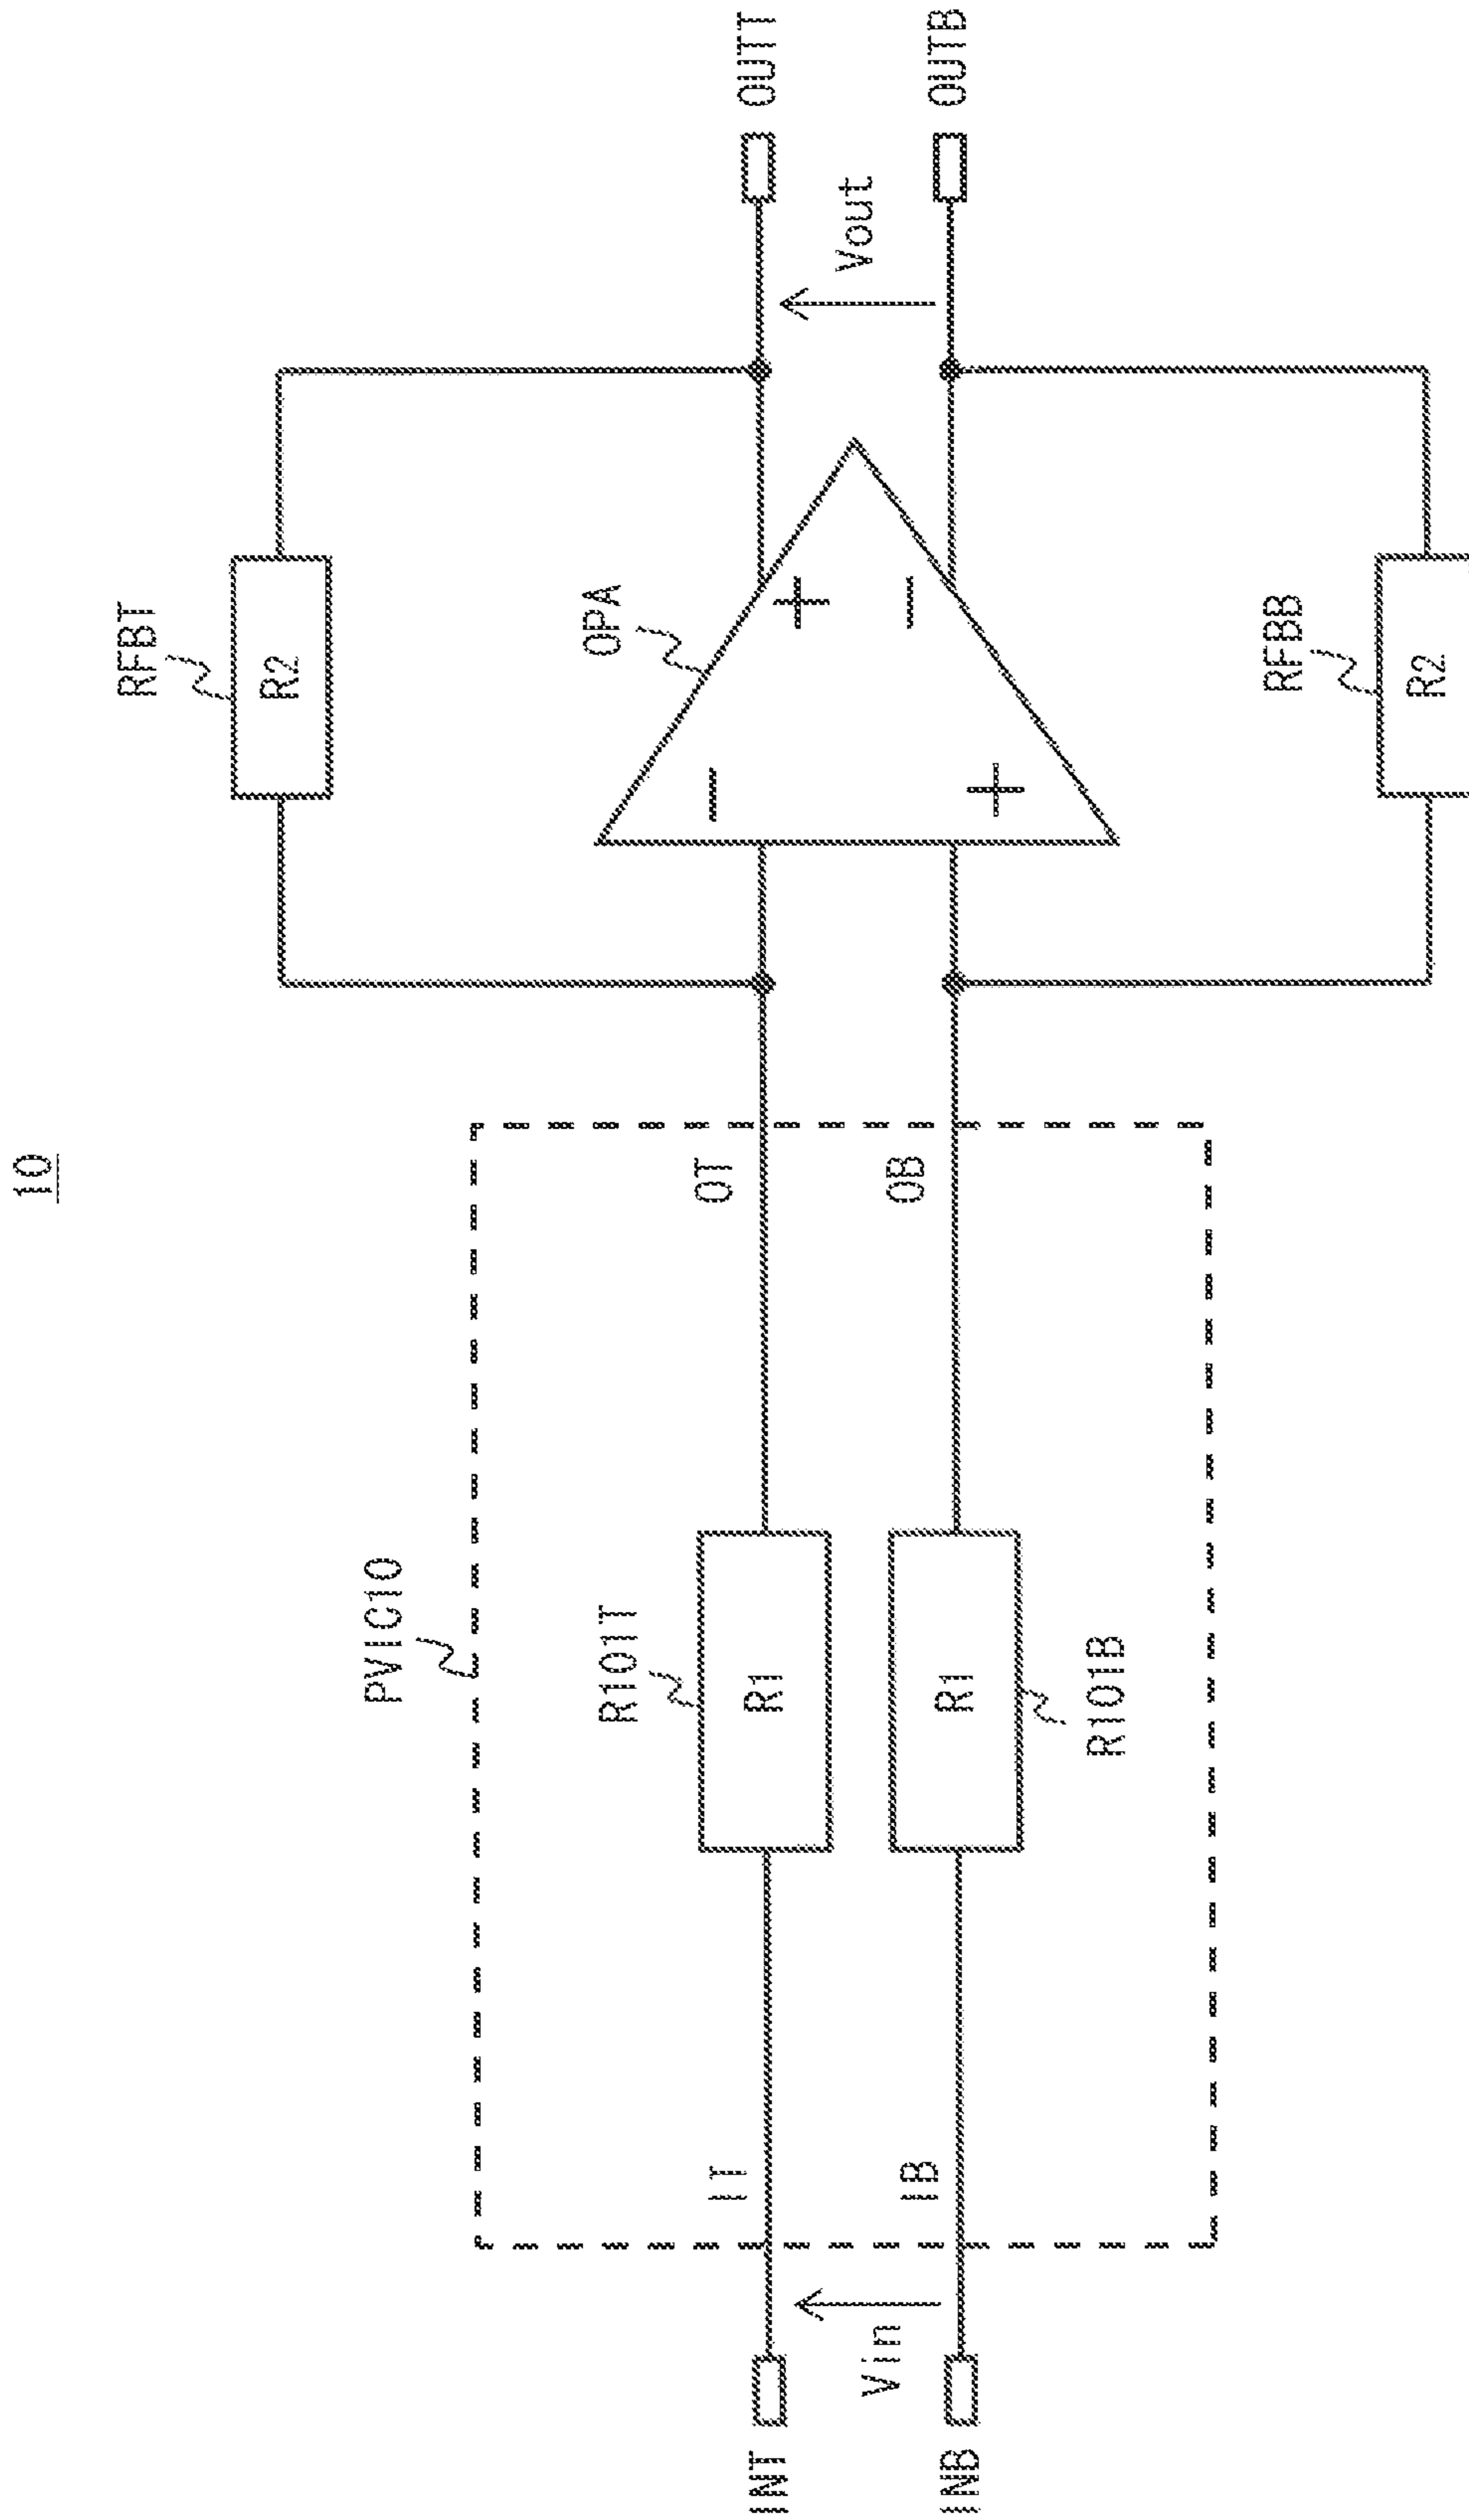 10
RFBT
R2
PVIC10
OPA
R101T
R1
IT
OT
−
+
INT
OUTT
Vin
Vout
INB
OUTB
IB
OB
+
−
R1
R101B
RFBB
R2